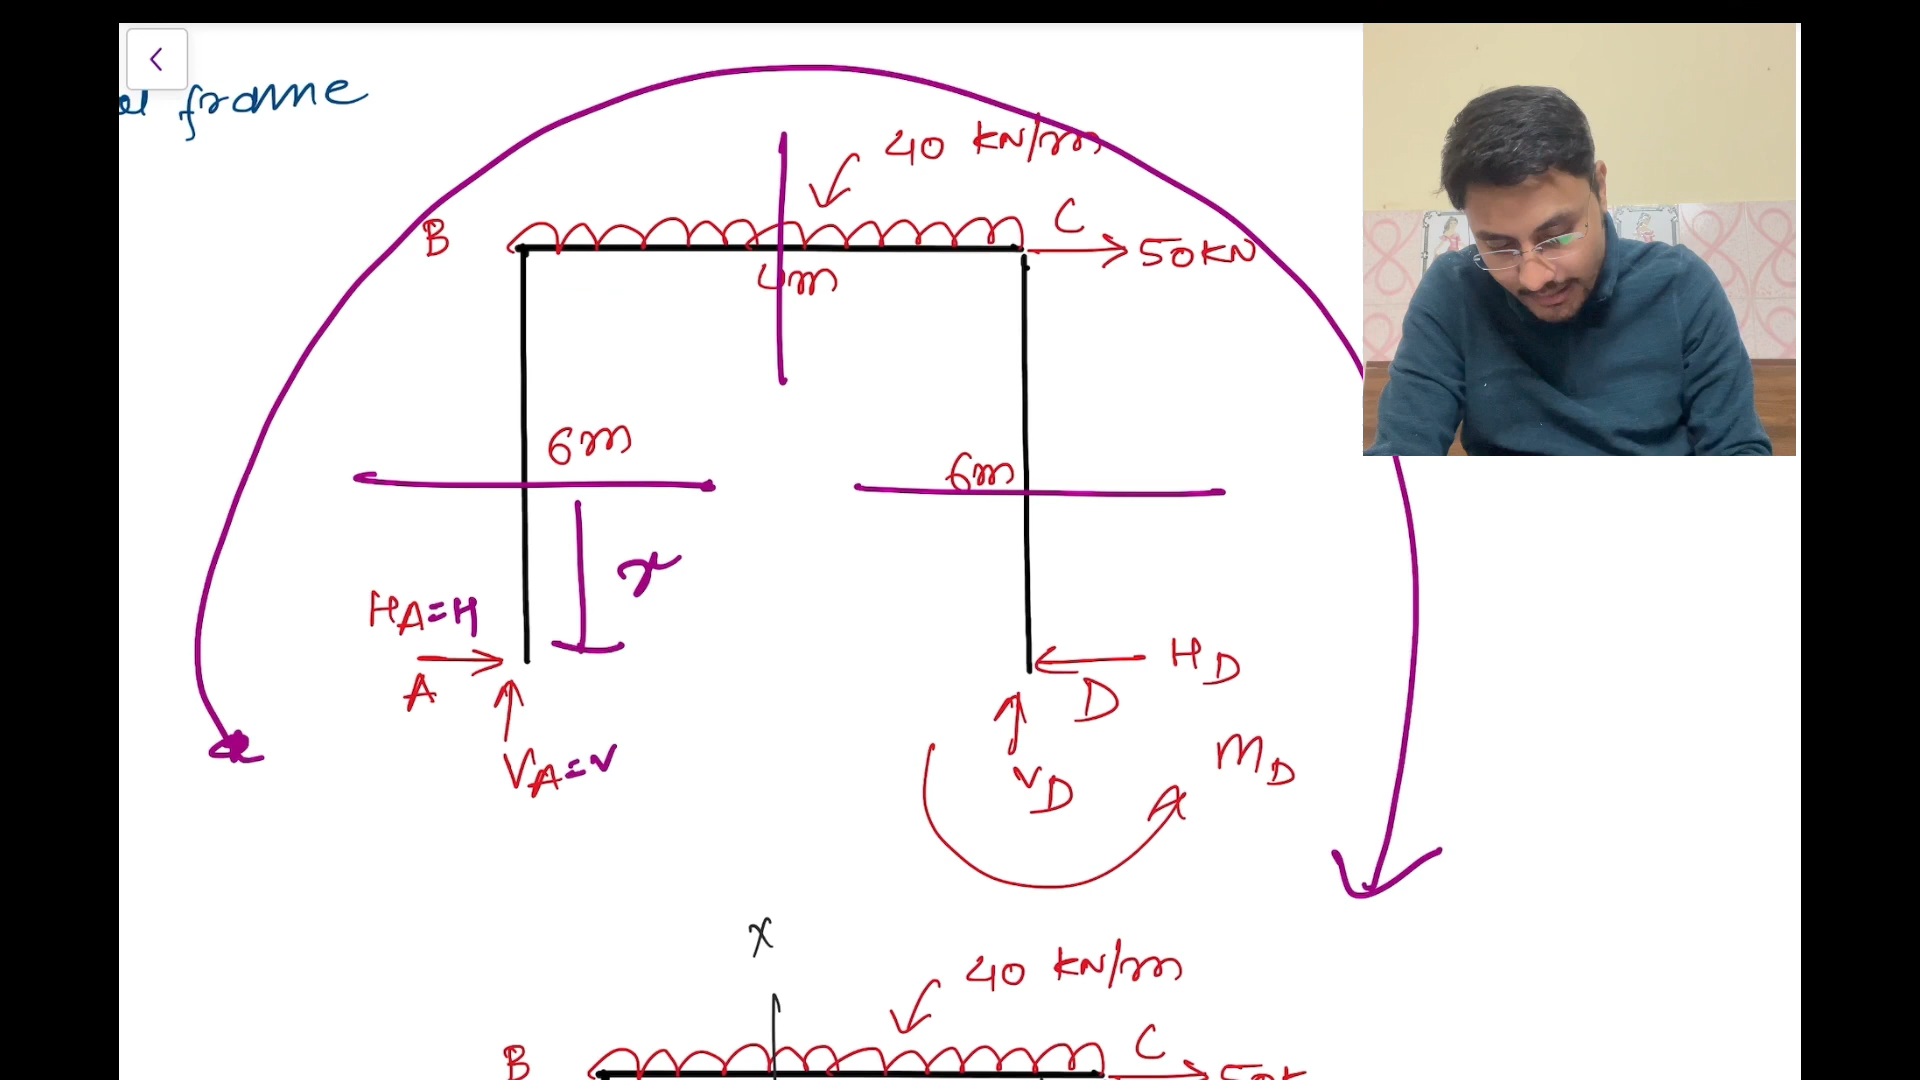 frame
40 kN/m
B
C
50KN
4m
6m
6m
x
HA=H
A
VA=V
HD
D
VD
MD
x
40 kN/m
B
C